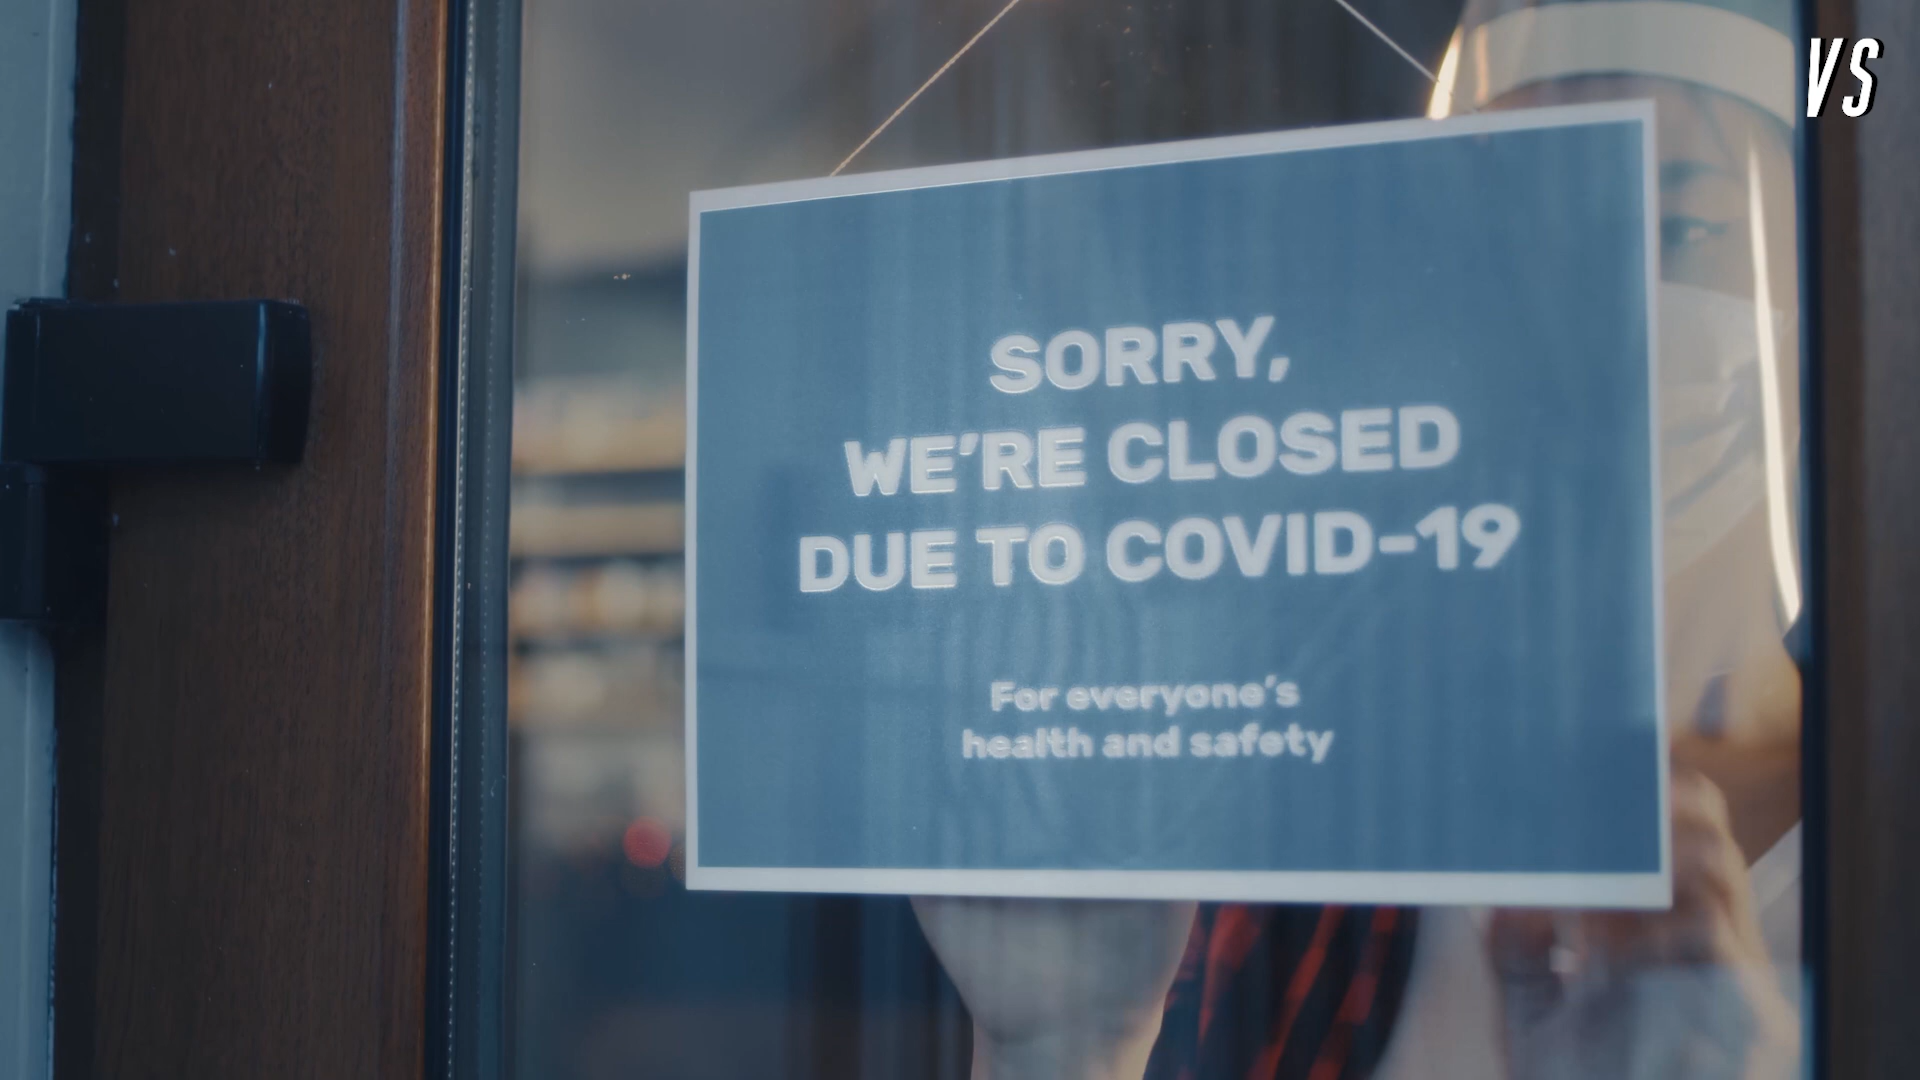 VS
SORRY,
WE'RE CLOSED
DUE TO COVID-19
For everyone's
health and safety